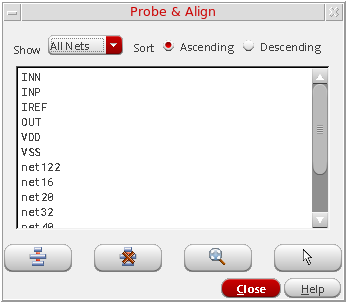 Probe & Align
Show All Nets Sort Ascending Descending
INN
INP
IREF
OUT
VDD
VSS
net122
net16
net20
net32
net40
Close Help